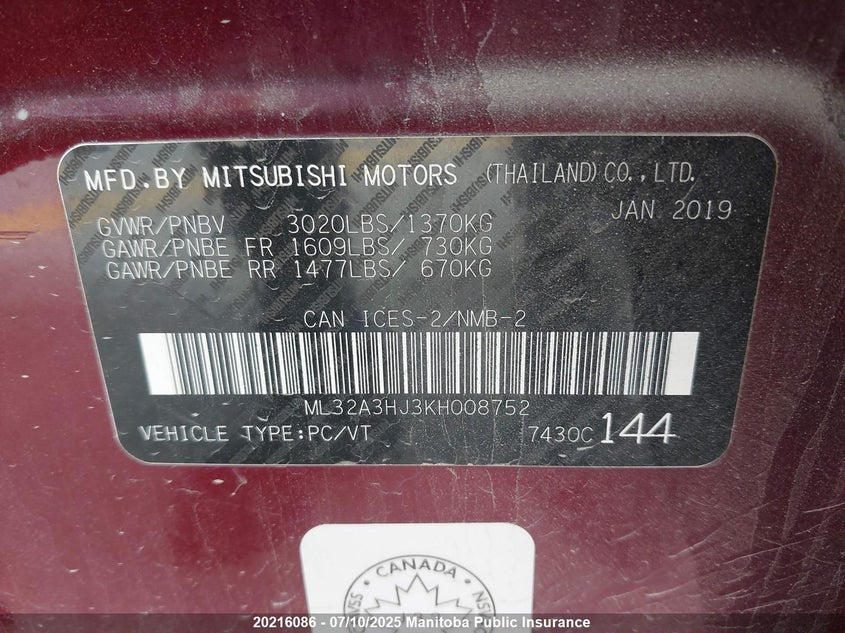 MFD.BY MITSUBISHI MOTORS (THAILAND) CO.,LTD.
JAN 2019
GVWR/PNBV 3020LBS/1370KG
GAWR/PNBE FR 1609LBS/ 730KG
GAWR/PNBE RR 1477LBS/ 670KG
CAN ICES-2/NMB-2
ML32A3HJ3KH008752
VEHICLE TYPE:PC/VT 7430C 144
CANADA
20216086 - 07/10/2025 Manitoba Public Insurance